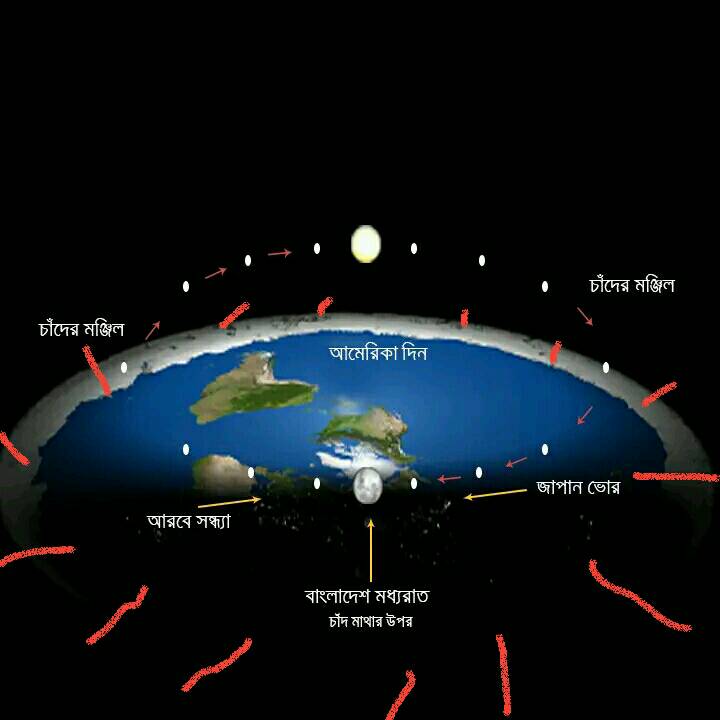 চাঁদের মঞ্জিল
চাঁদের মঞ্জিল
আমেরিকা দিন
জাপান ভোর
আরবে সন্ধ্যা
বাংলাদেশ মধ্যরাত
চাঁদ মাথার উপর